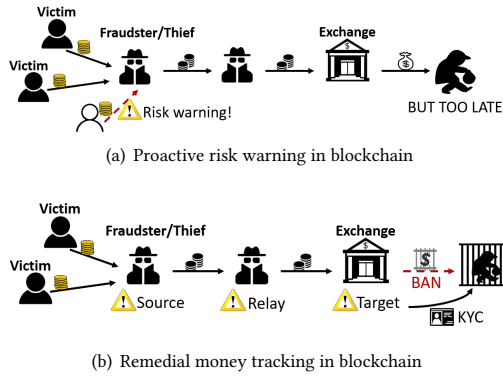 Victim
Fraudster/Thief
Exchange
Victim
$
Risk warning!
BUT TOO LATE
(a) Proactive risk warning in blockchain
Victim
Fraudster/Thief
Exchange
Victim
$
$
BAN
Source
Relay
Target
KYC
(b) Remedial money tracking in blockchain